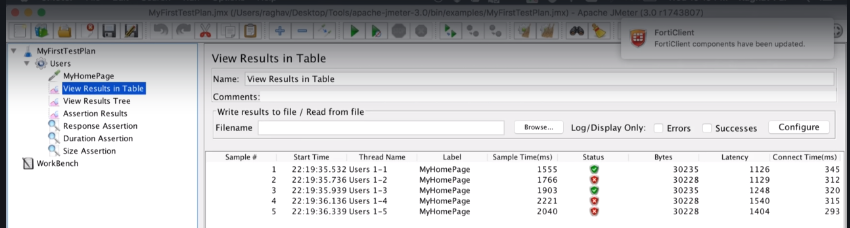 MyFirstTestPlan.jmx (/Users/raghav/Desktop/Tools/apache-jmeter-3.0/bin/examples/MyFirstTestPlan.jmx) - Apache JMeter (3.0 r1743807)
FortiClient
FortiClient components have been updated.
MyFirstTestPlan
Users
MyHomePage
View Results in Table
View Results Tree
Assertion Results
Response Assertion
Duration Assertion
Size Assertion
WorkBench
View Results in Table
Name: View Results in Table
Comments:
Write results to file / Read from file
Filename Browse... Log/Display Only: Errors Successes Configure
Sample # Start Time Thread Name Label Sample Time(ms) Status Bytes Latency Connect Time(ms)
1 22:19:35.532 Users 1-1 MyHomePage 1555 30235 1126 345
2 22:19:35.736 Users 1-2 MyHomePage 1766 30228 1129 312
3 22:19:35.939 Users 1-3 MyHomePage 1903 30235 1248 320
4 22:19:36.136 Users 1-4 MyHomePage 2221 30228 1540 315
5 22:19:36.339 Users 1-5 MyHomePage 2040 30228 1404 293